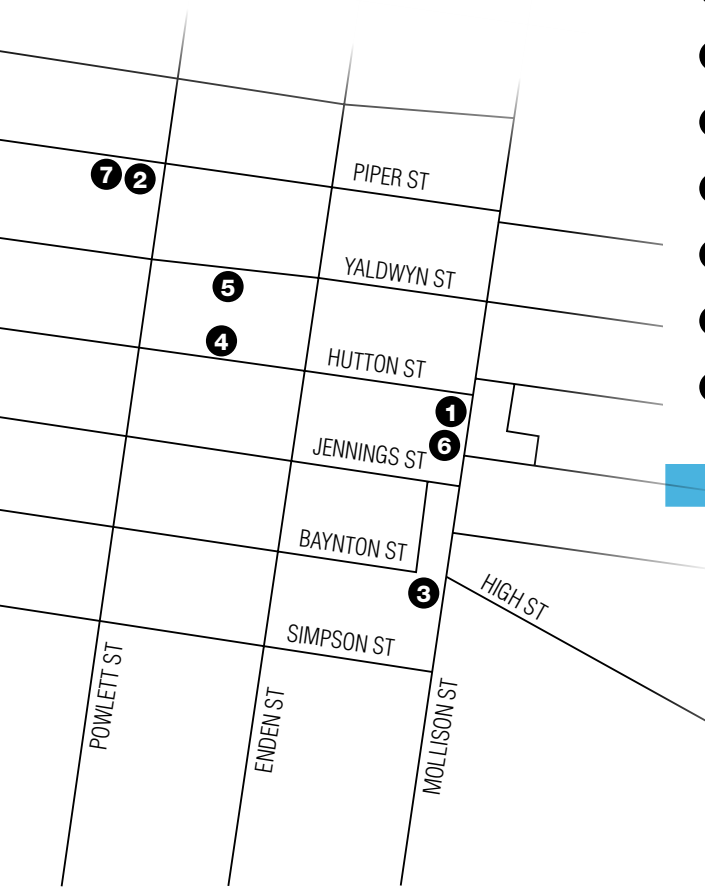 PIPER ST
7 2
YALDWYN ST
5
4
HUTTON ST
1
JENNINGS ST
6
BAYNTON ST
3
HIGH ST
SIMPSON ST
POWLETT ST
ENDEN ST
MOLLISON ST